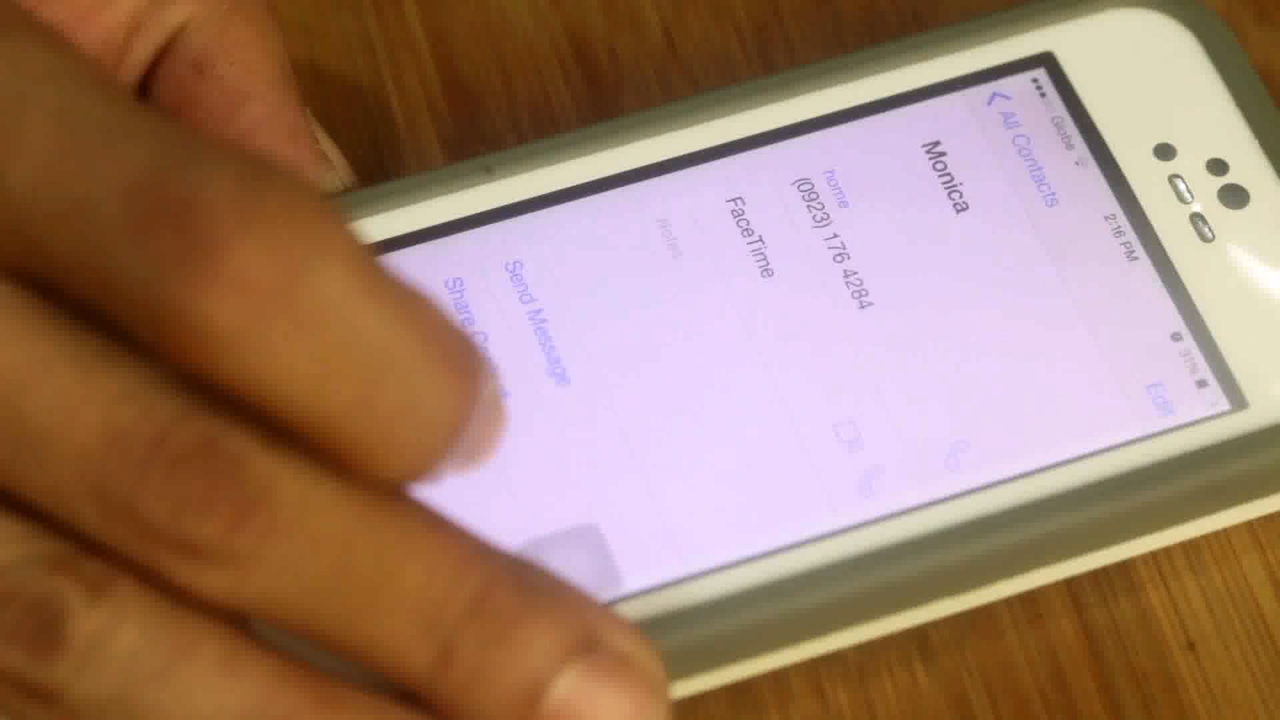 Globe 2:16 PM 31%
All Contacts Edit
Monica
home
(0923) 176 4284
FaceTime
Notes
Send Message
Share